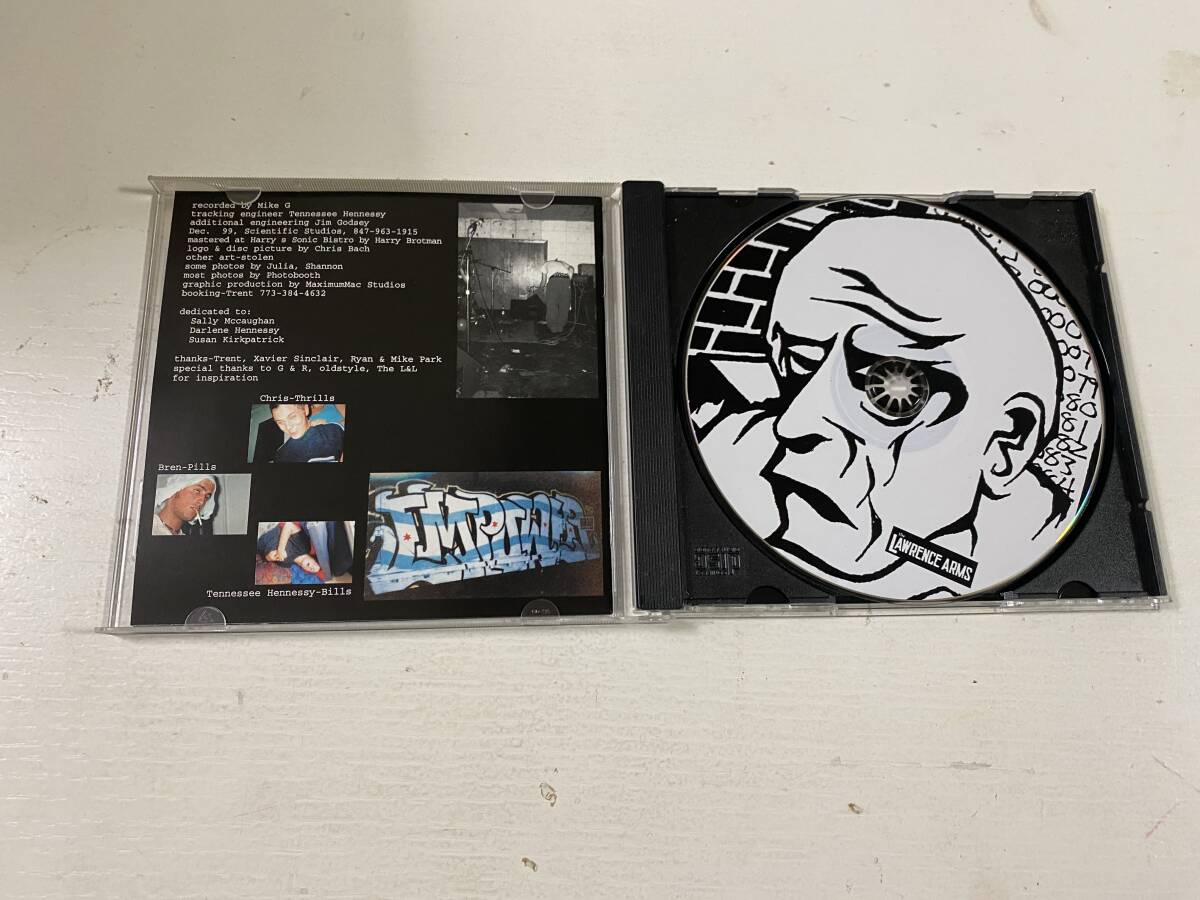 recorded by Mike G
tracking engineer Tennessee Hennessy
additional engineering Jim Godsey
Dec. 99, Scientific Studios, 847-963-1915
mastered at Harry s Sonic Bistro by Harry Brotman
logo & disc picture by Chris Bach
other art-stolen
some photos by Julia, Shannon
most photos by Photobooth
graphic production by MaximumMac Studios
booking-Trent 773-384-4632
dedicated to:
Sally Mccaughan
Darlene Hennessy
Susan Kirkpatrick
thanks-Trent, Xavier Sinclair, Ryan & Mike Park
special thanks to G & R, oldstyle, The L&L
for inspiration
Chris-Thrills
Bren-Pills
Tennessee Hennessy-Bills
the
LAWRENCE ARMS